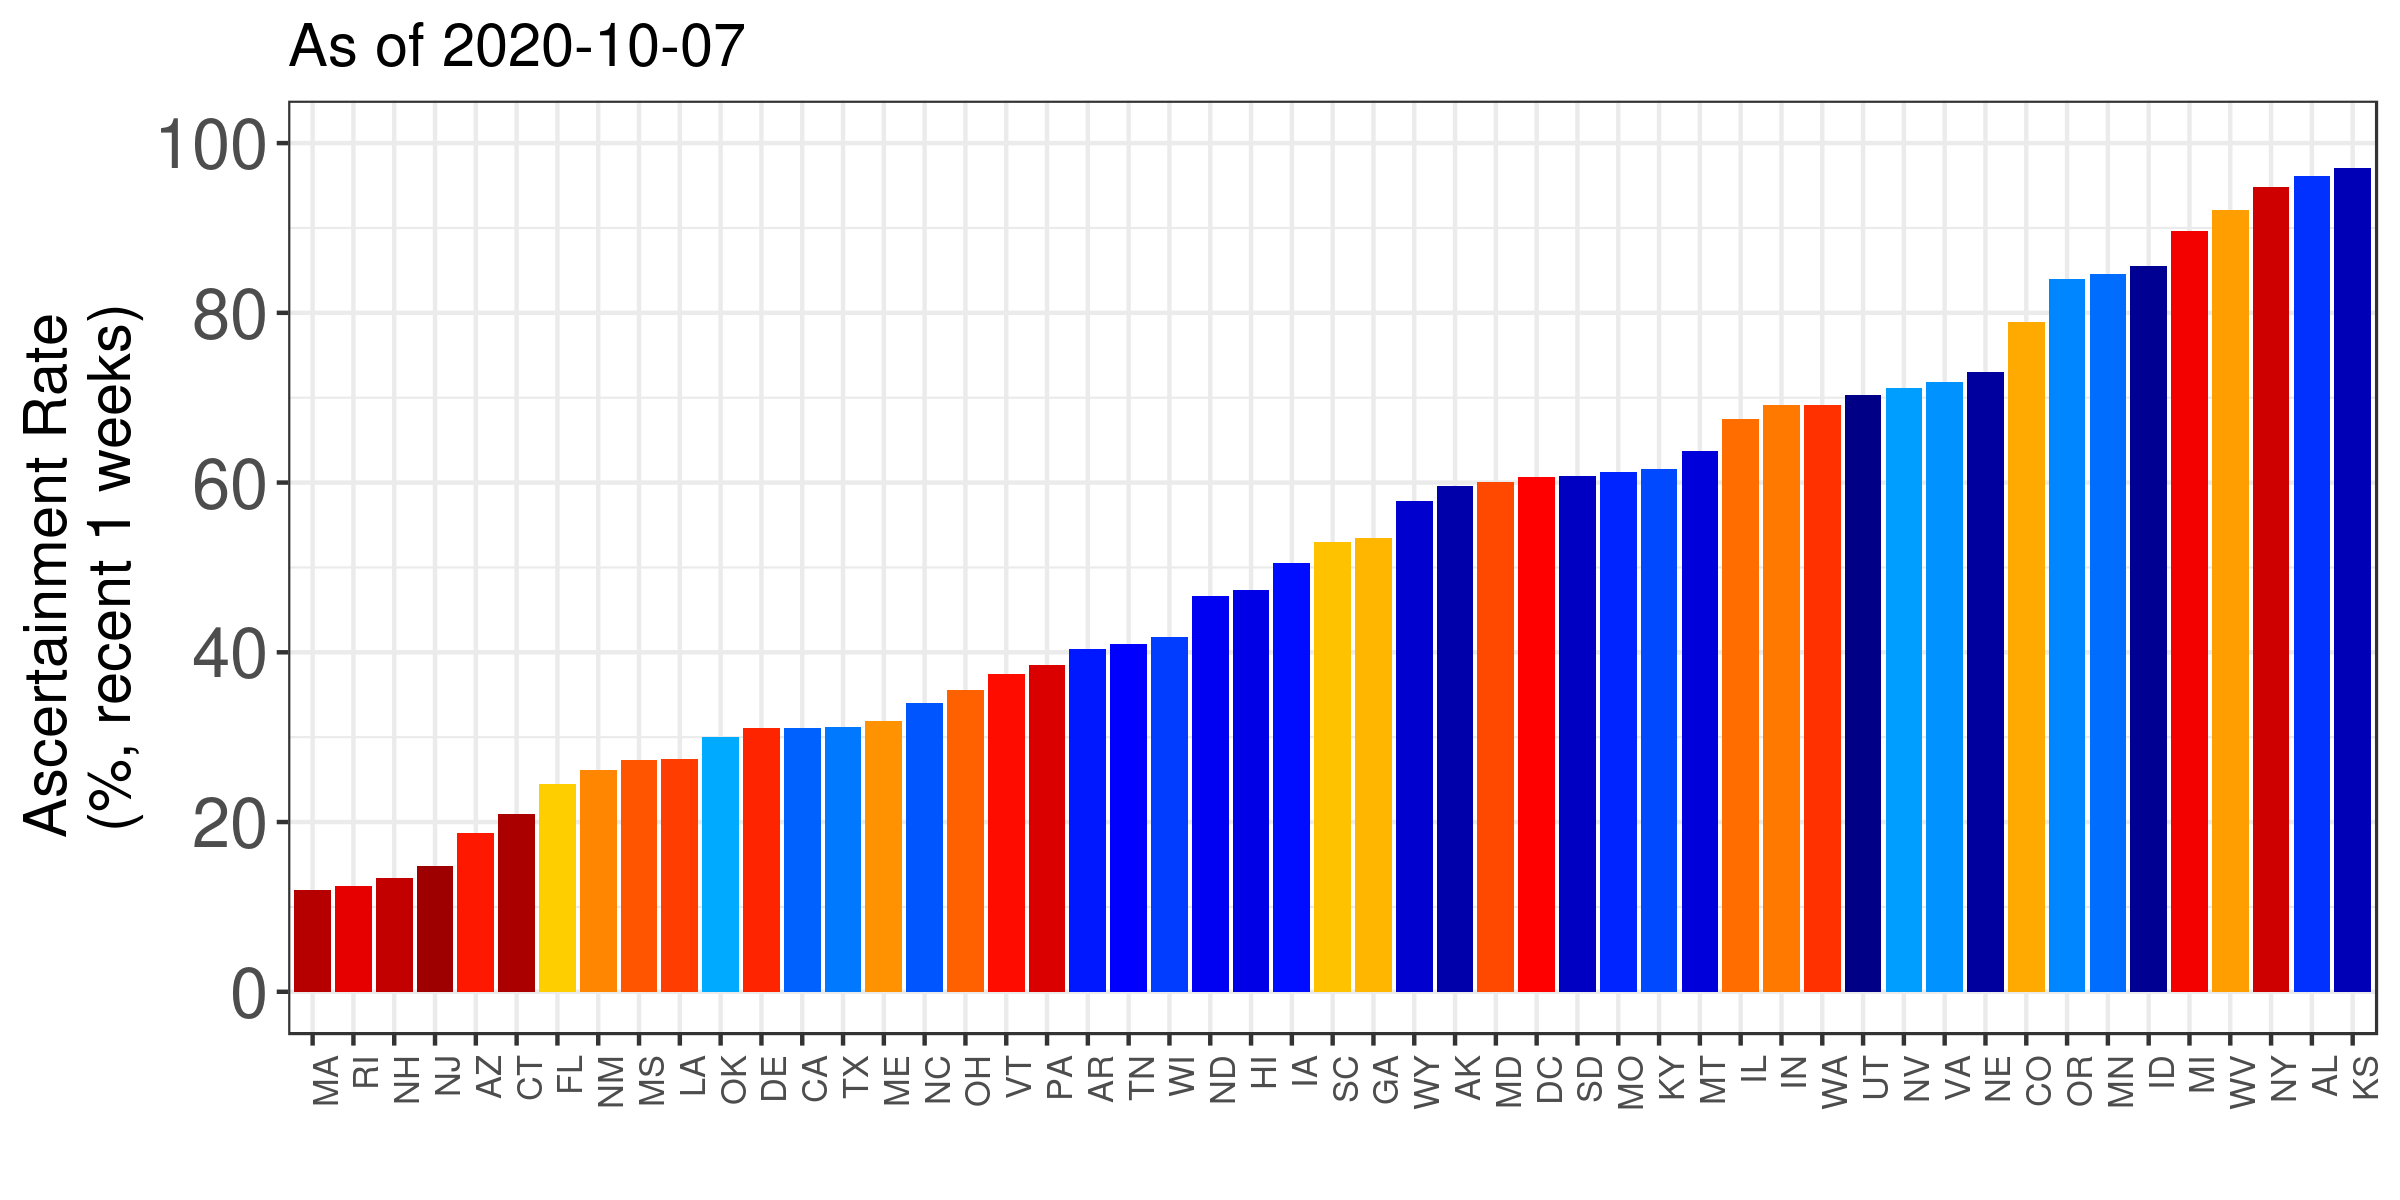 As of 2020-10-07
Ascertainment Rate
(%, recent 1 weeks)
100
80
60
40
20
0
MA RI NH NJ AZ CT FL NM MS LA OK DE CA TX ME NC OH VT PA AR TN WI ND HI IA SC GA WY AK MD DC SD MO KY MT IL IN WA UT NV VA NE CO OR MN ID MI WV NY AL KS